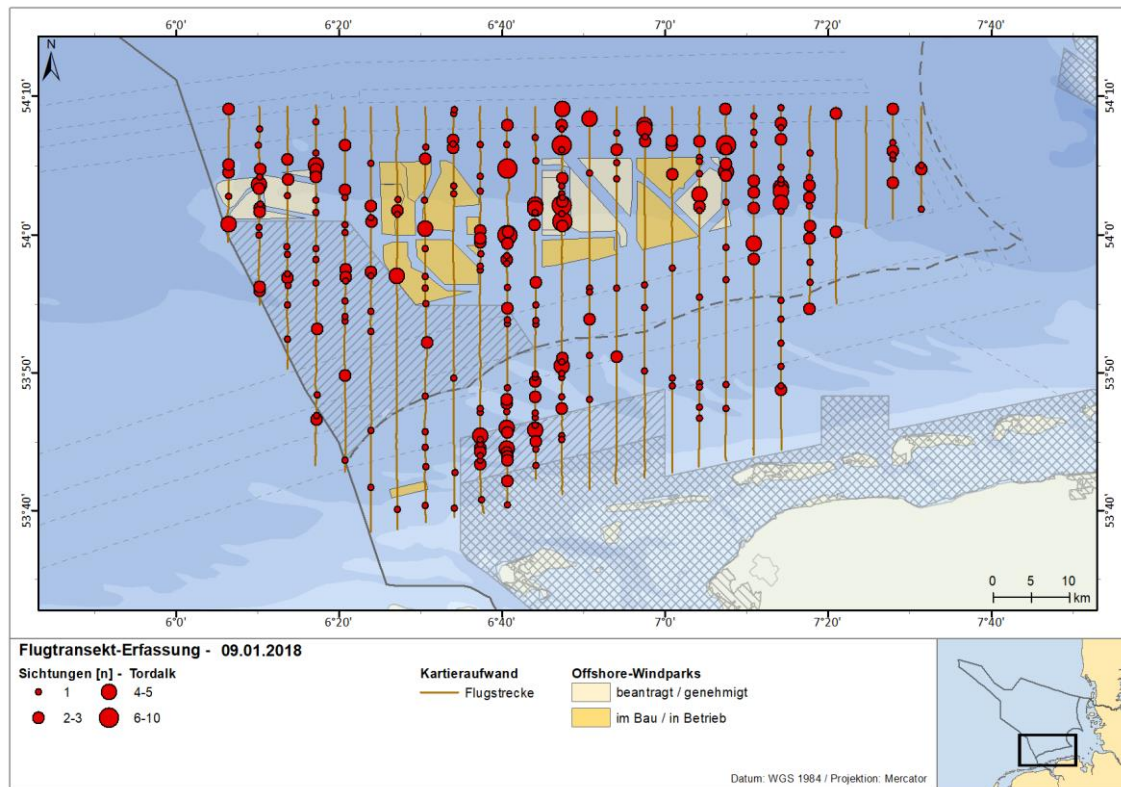 6°0' 6°20' 6°40' 7°0' 7°20' 7°40'
N
54°10' 54°10'
54°0' 54°0'
53°50' 53°50'
53°40' 53°40'
0 5 10
km
6°0' 6°20' 6°40' 7°0' 7°20' 7°40'
Flugtransekt-Erfassung - 09.01.2018
Sichtungen [n] - Tordalk
1
2-3
4-5
6-10
Kartieraufwand
Flugstrecke
Offshore-Windparks
beantragt / genehmigt
im Bau / in Betrieb
Datum: WGS 1984 / Projektion: Mercator